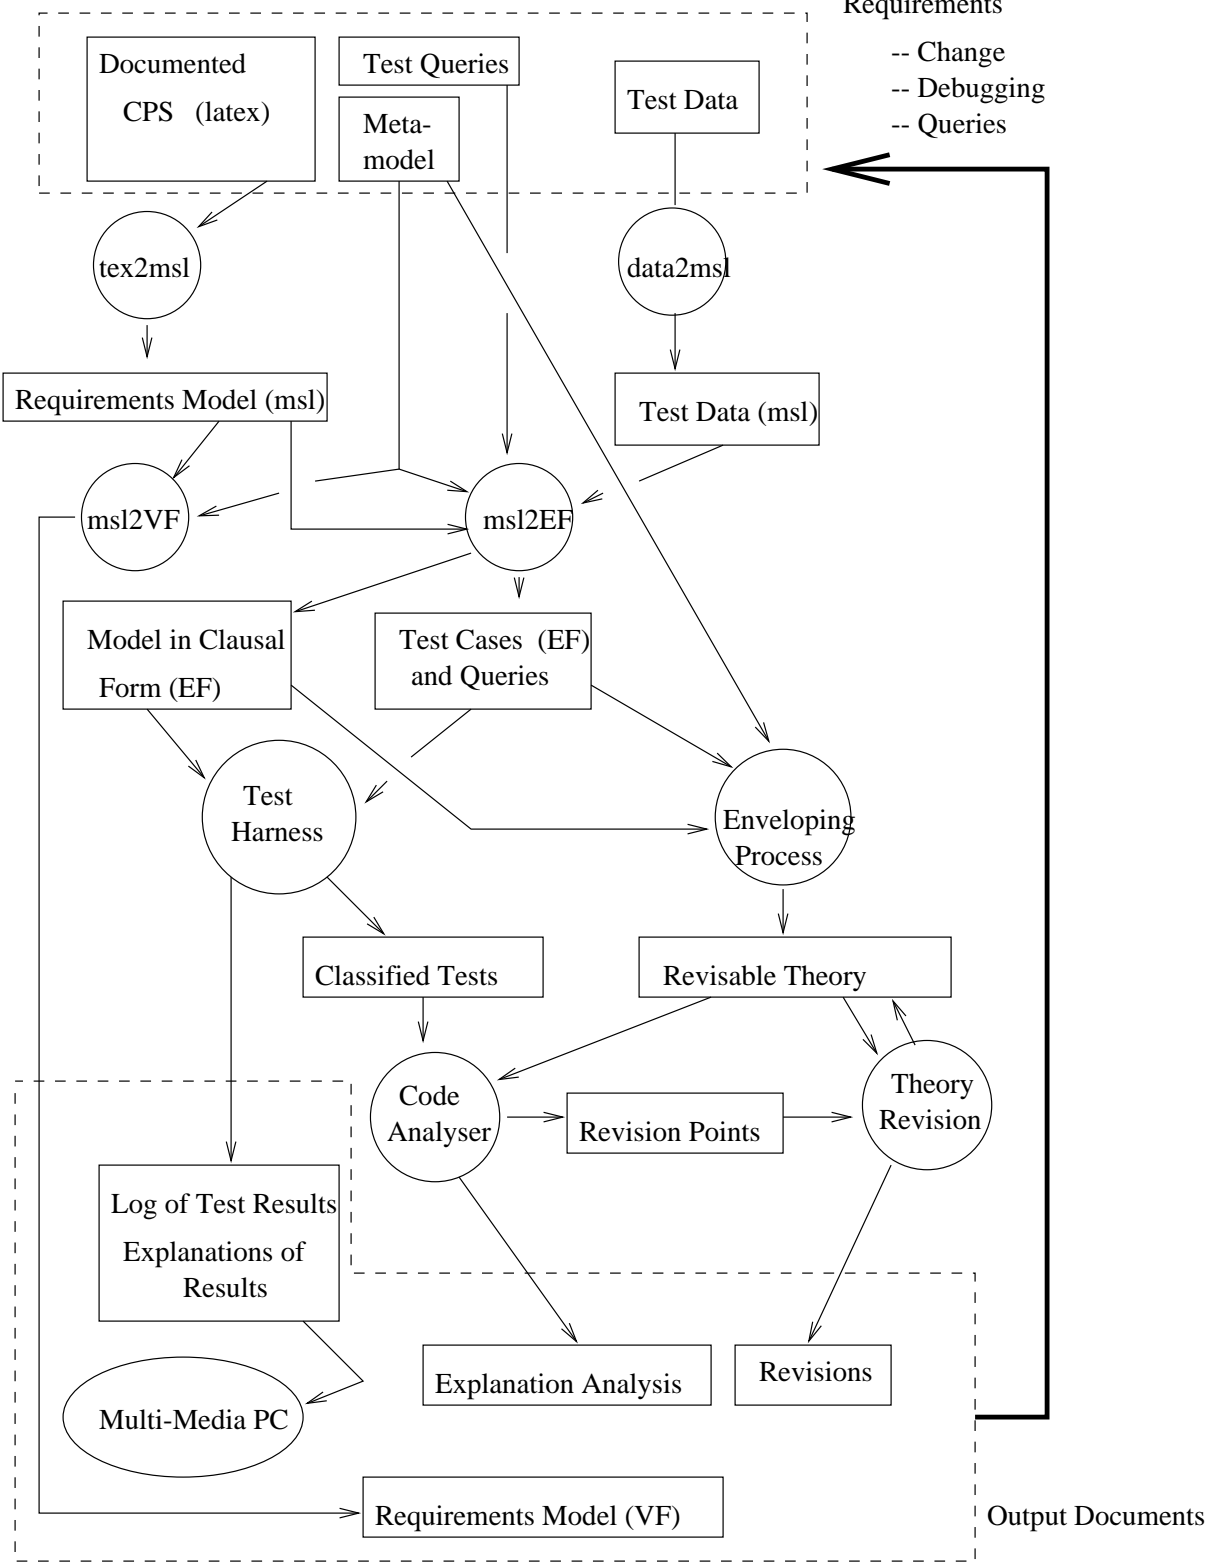 Requirements
-- Change
-- Debugging
-- Queries
Documented
CPS (latex)
Test Queries
Meta-
model
Test Data
tex2msl
data2msl
Requirements Model (msl)
Test Data (msl)
msl2VF
msl2EF
Model in Clausal
Form (EF)
Test Cases (EF)
and Queries
Test
Harness
Enveloping
Process
Classified Tests
Revisable Theory
Code
Analyser
Revision Points
Theory
Revision
Log of Test Results
Explanations of
Results
Explanation Analysis
Revisions
Multi-Media PC
Requirements Model (VF)
Output Documents